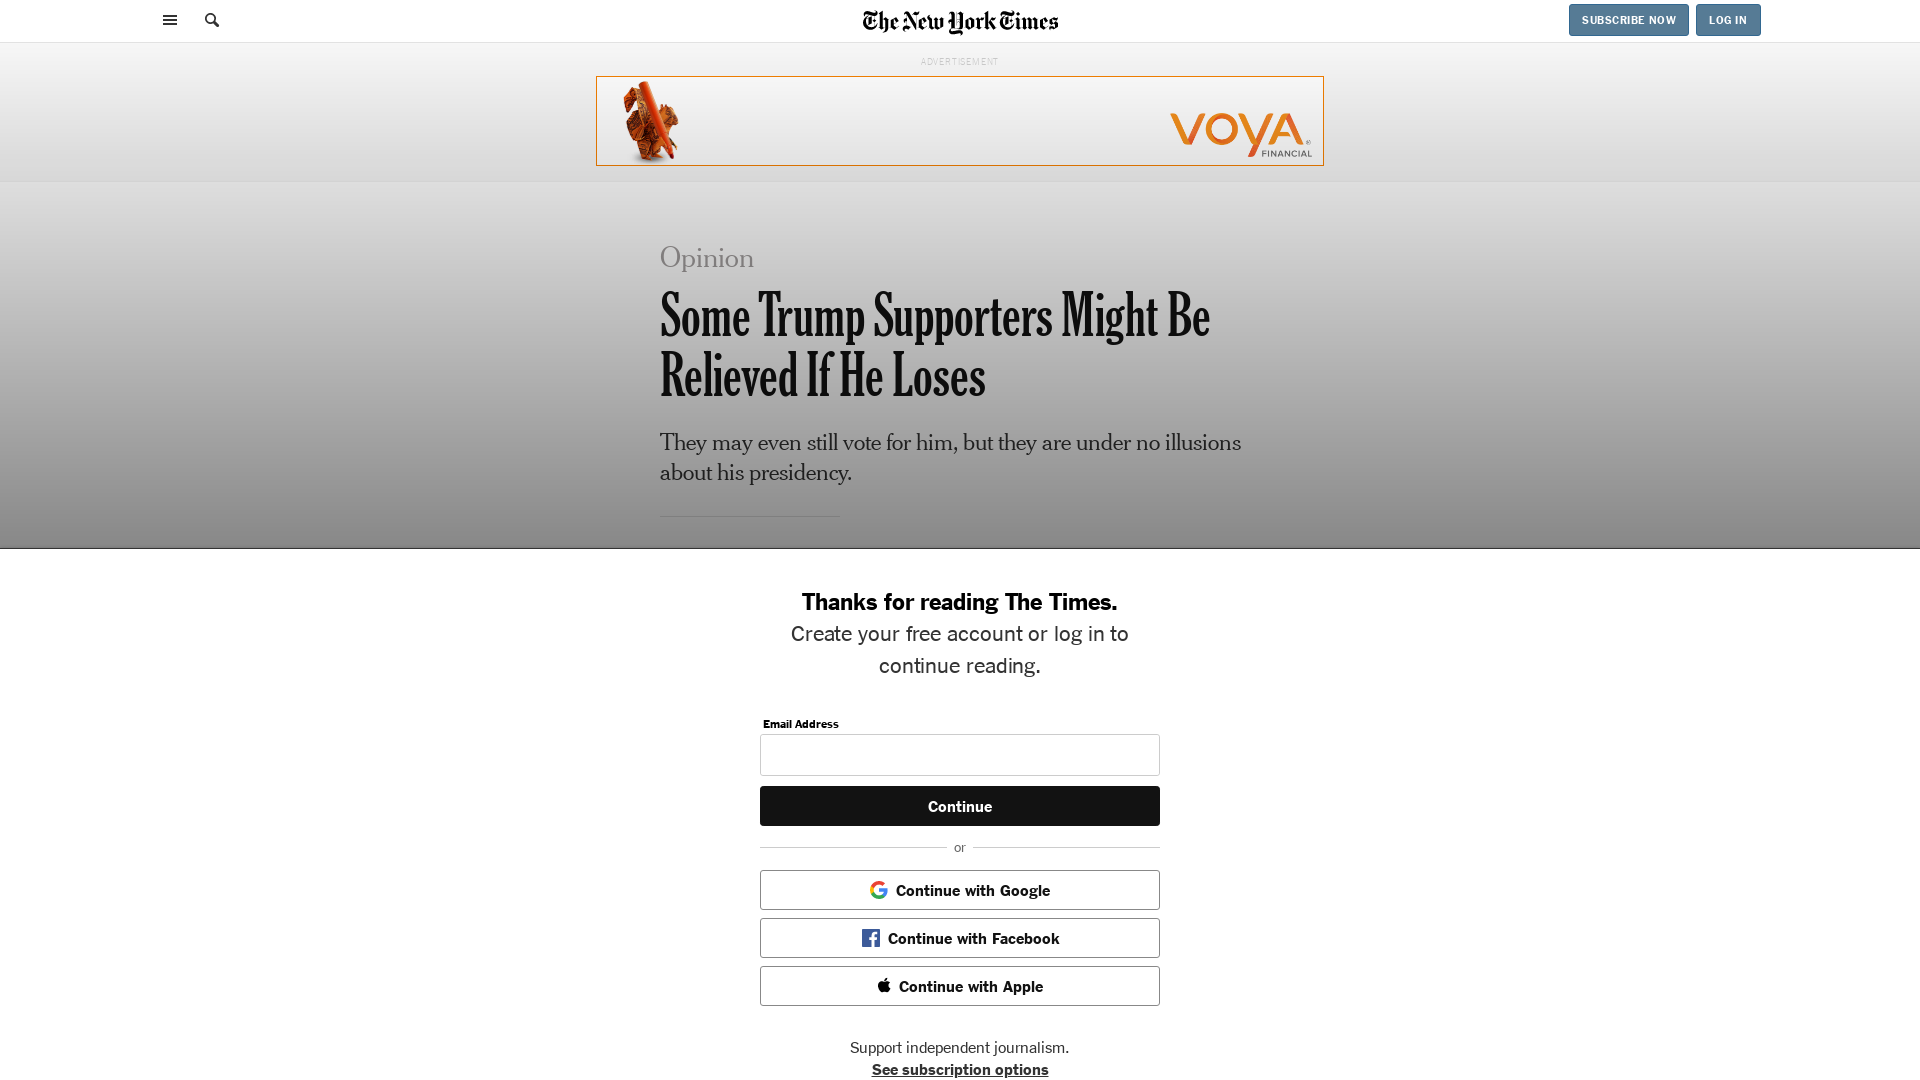 The New York Times
SUBSCRIBE NOW
LOG IN
ADVERTISEMENT
VOYA®
FINANCIAL
Opinion
Some Trump Supporters Might Be
Relieved If He Loses
They may even still vote for him, but they are under no illusions
about his presidency.
Thanks for reading The Times.
Create your free account or log in to
continue reading.
Email Address
Continue
or
Continue with Google
Continue with Facebook
Continue with Apple
Support independent journalism.
See subscription options